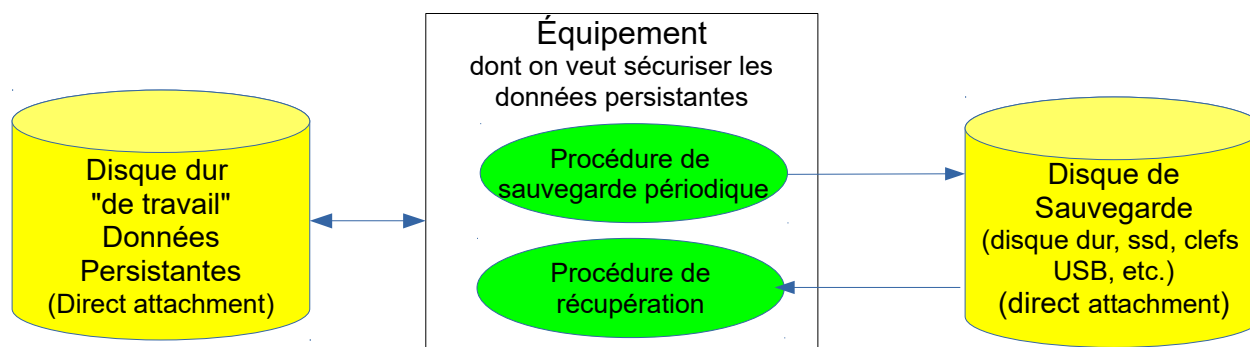 Disque dur
"de travail"
Données
Persistantes
(Direct attachment)
Équipement
dont on veut sécuriser les
données persistantes
Procédure de
sauvegarde périodique
Procédure de
récupération
Disque de
Sauvegarde
(disque dur, ssd, clefs
USB, etc.)
(direct attachment)